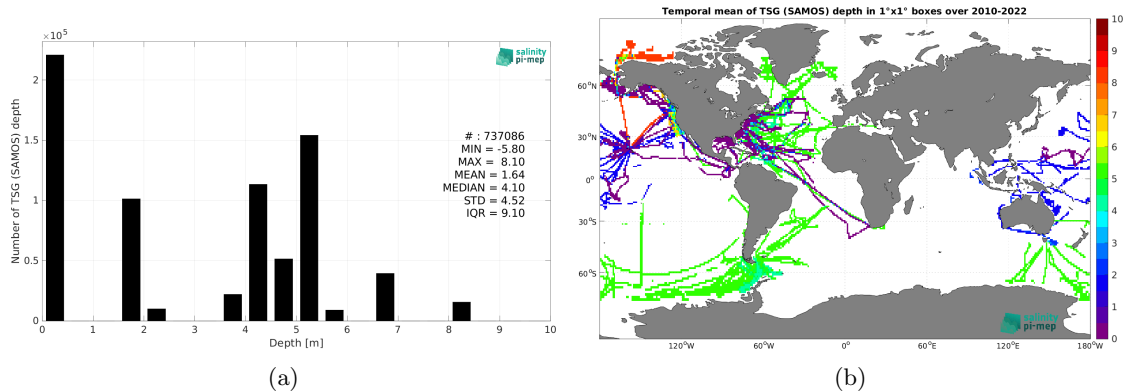 ×10⁵
2
1.5
1
0.5
0
Number of TSG (SAMOS) depth
salinity
pi-mep
# : 737086
MIN = -5.80
MAX = 8.10
MEAN = 1.64
MEDIAN = 4.10
STD = 4.52
IQR = 9.10
0 1 2 3 4 5 6 7 8 9 10
Depth [m]
(a)
Temporal mean of TSG (SAMOS) depth in 1°x1° boxes over 2010-2022
60°N
30°N
0°
30°S
60°S
120°W 60°W 0° 60°E 120°E 180°W
salinity
pi-mep
10
9
8
7
6
5
4
3
2
1
0
(b)